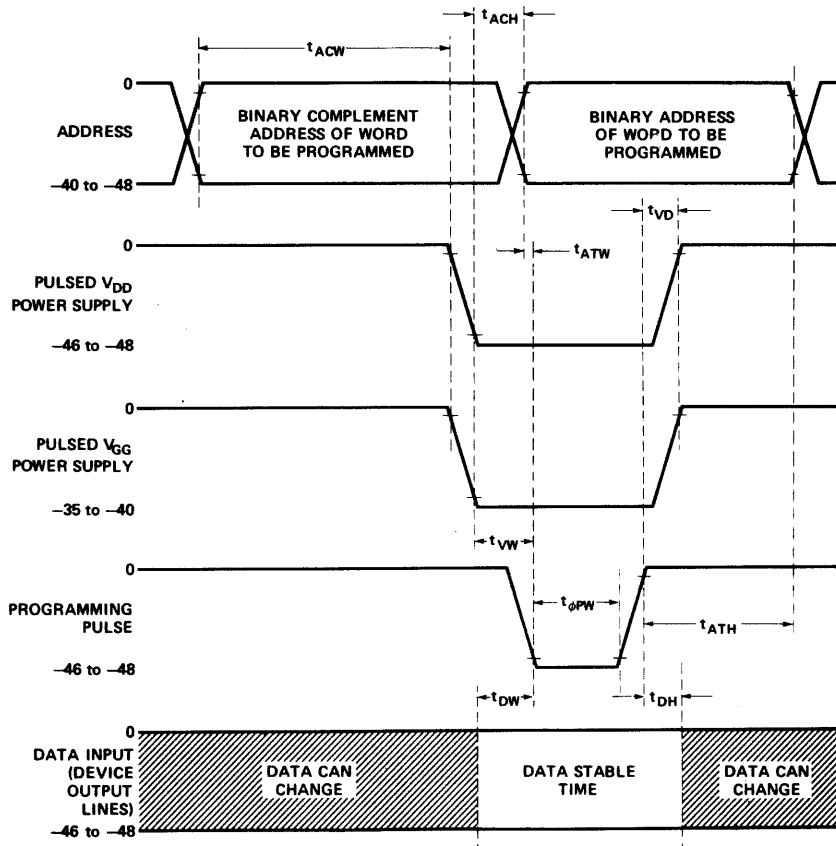 tACH
tACW
0
ADDRESS
−40 to −48
BINARY COMPLEMENT
ADDRESS OF WORD
TO BE PROGRAMMED
BINARY ADDRESS
OF WORD TO BE
PROGRAMMED
tVD
tATW
0
PULSED VDD
POWER SUPPLY
−46 to −48
0
PULSED VGG
POWER SUPPLY
−35 to −40
tVW
0
PROGRAMMING
PULSE
−46 to −48
tϕPW
tATH
tDW
tDH
0
DATA INPUT
(DEVICE
OUTPUT
LINES)
−46 to −48
DATA CAN
CHANGE
DATA STABLE
TIME
DATA CAN
CHANGE